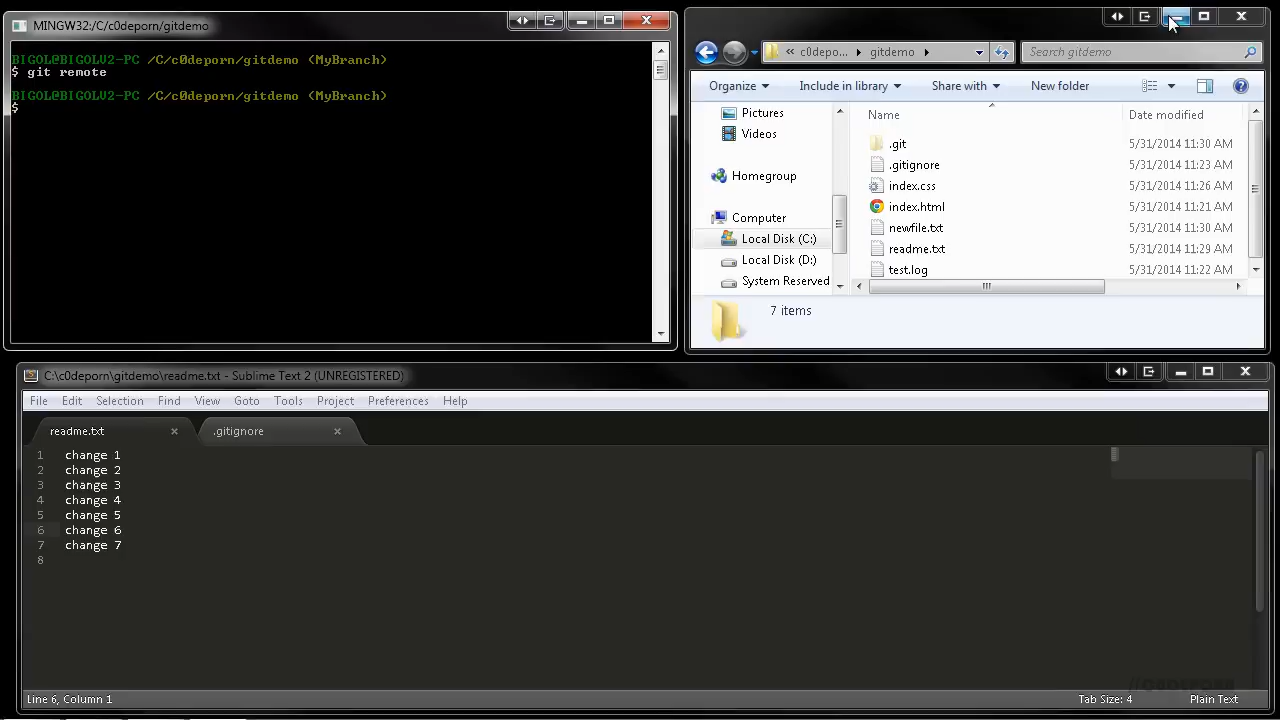 MINGW32:/C/c0deporn/gitdemo
BIGOL@BIGOLV2-PC /C/c0deporn/gitdemo (MyBranch)
$ git remote
BIGOL@BIGOLV2-PC /C/c0deporn/gitdemo (MyBranch)
$
« c0depo... gitdemo
Search gitdemo
Organize Include in library Share with New folder
Pictures
Videos
Homegroup
Computer
Local Disk (C:)
Local Disk (D:)
System Reserved
Name Date modified
.git 5/31/2014 11:30 AM
.gitignore 5/31/2014 11:23 AM
index.css 5/31/2014 11:26 AM
index.html 5/31/2014 11:21 AM
newfile.txt 5/31/2014 11:30 AM
readme.txt 5/31/2014 11:29 AM
test.log 5/31/2014 11:22 AM
7 items
C:\c0deporn\gitdemo\readme.txt - Sublime Text 2 (UNREGISTERED)
File Edit Selection Find View Goto Tools Project Preferences Help
readme.txt .gitignore
1 change 1
2 change 2
3 change 3
4 change 4
5 change 5
6 change 6
7 change 7
8
Line 6, Column 1 Tab Size: 4 Plain Text